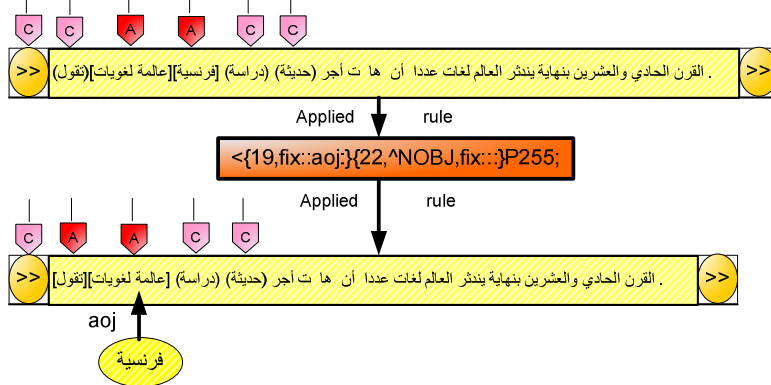 C C A A C C
>> . القرن الحادي والعشرين بنهاية يندثر العالم لغات عددا أن ها ت أجر (حديثة) (دراسة) [فرنسية][عالمة لغويات](تقول) >>
Applied rule
<{19,fix::aoj:}{22,^NOBJ,fix:::}P255;
Applied rule
C A A C C
>> . القرن الحادي والعشرين بنهاية يندثر العالم لغات عددا أن ها ت أجر (حديثة) (دراسة) [عالمة لغويات][تقول] >>
aoj
فرنسية